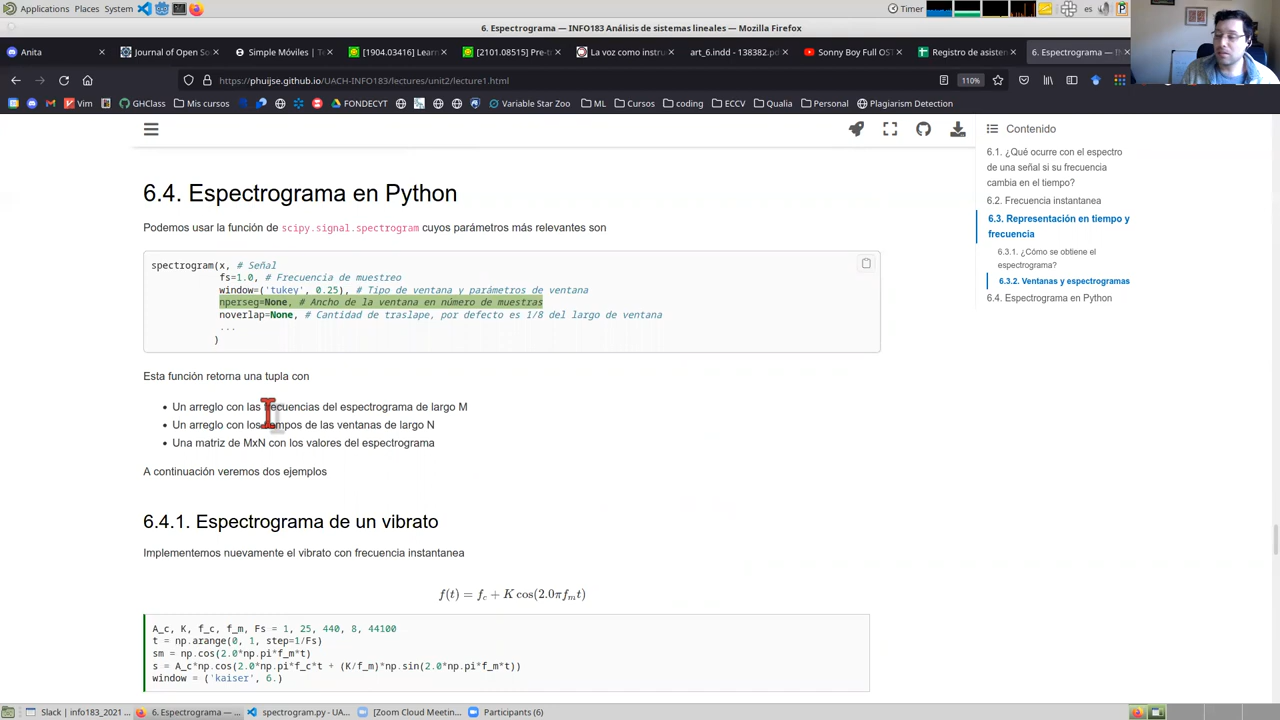 Applications Places System
Timer
es
Espectrograma — INFO183 Análisis de sistemas lineales — Mozilla Firefox
Anita
Journal of Open So
Simple Móviles | T
[1904.03416] Learn
[2101.08515] Pre-t
La voz como instru
art_6.indd - 138382.pd
Sonny Boy Full OST
Registro de asisten
6. Espectrograma —
https://phuijse.github.io/UACH-INFO183/lectures/unit2/lecture1.html
110%
Vim
GHClass
Mis cursos
FONDECYT
Variable Star Zoo
ML
Cursos
coding
ECCV
Qualia
Personal
Plagiarism Detection
Contenido
6.1. ¿Qué ocurre con el espectro
de una señal si su frecuencia
cambia en el tiempo?
6.2. Frecuencia instantanea
6.3. Representación en tiempo y
frecuencia
6.3.1. ¿Cómo se obtiene el
espectrograma?
6.3.2. Ventanas y espectrogramas
6.4. Espectrograma en Python
6.4. Espectrograma en Python
Podemos usar la función de scipy.signal.spectrogram cuyos parámetros más relevantes son
spectrogram(x, # Señal
fs=1.0, # Frecuencia de muestreo
window=('tukey', 0.25), # Tipo de ventana y parámetros de ventana
nperseg=None, # Ancho de la ventana en número de muestras
noverlap=None, # Cantidad de traslape, por defecto es 1/8 del largo de ventana
...
)
Esta función retorna una tupla con
• Un arreglo con las frecuencias del espectrograma de largo M
• Un arreglo con los tiempos de las ventanas de largo N
• Una matriz de MxN con los valores del espectrograma
A continuación veremos dos ejemplos
6.4.1. Espectrograma de un vibrato
Implementemos nuevamente el vibrato con frecuencia instantanea
f(t) = f_c + K cos(2.0πf_m t)
A_c, K, f_c, f_m, Fs = 1, 25, 440, 8, 44100
t = np.arange(0, 1, step=1/Fs)
sm = np.cos(2.0*np.pi*f_m*t)
s = A_c*np.cos(2.0*np.pi*f_c*t + (K/f_m)*np.sin(2.0*np.pi*f_m*t))
window = ('kaiser', 6.)
Slack | info183_2021 ...
6. Espectrograma — ...
spectrogram.py - UA...
[Zoom Cloud Meetin...
Participants (6)